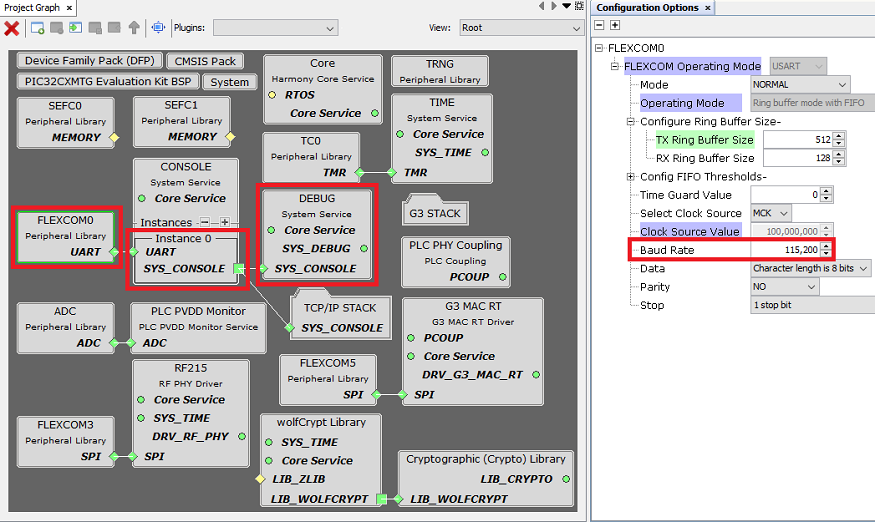 Project Graph ×
Plugins:
View: Root
Device Family Pack (DFP)
CMSIS Pack
PIC32CXMTG Evaluation Kit BSP
System
Core
Harmony Core Service
RTOS
Core Service
TRNG
Peripheral Library
SEFC0
Peripheral Library
MEMORY
SEFC1
Peripheral Library
MEMORY
TIME
System Service
Core Service
SYS_TIME
TMR
TC0
Peripheral Library
TMR
CONSOLE
System Service
Core Service
Instances
Instance 0
UART
SYS_CONSOLE
DEBUG
System Service
Core Service
SYS_DEBUG
SYS_CONSOLE
FLEXCOM0
Peripheral Library
UART
G3 STACK
PLC PHY Coupling
PLC Coupling
PCOUP
TCP/IP STACK
SYS_CONSOLE
ADC
Peripheral Library
ADC
PLC PVDD Monitor
PLC PVDD Monitor Service
ADC
G3 MAC RT
G3 MAC RT Driver
PCOUP
Core Service
DRV_G3_MAC_RT
SPI
FLEXCOM5
Peripheral Library
SPI
RF215
RF PHY Driver
Core Service
SYS_TIME
DRV_RF_PHY
SPI
FLEXCOM3
Peripheral Library
SPI
wolfCrypt Library
SYS_TIME
Core Service
LIB_ZLIB
LIB_WOLFCRYPT
Cryptographic (Crypto) Library
LIB_CRYPTO
LIB_WOLFCRYPT
Configuration Options ×
FLEXCOM0
FLEXCOM Operating Mode USART
Mode NORMAL
Operating Mode Ring buffer mode with FIFO
Configure Ring Buffer Size-
TX Ring Buffer Size 512
RX Ring Buffer Size 128
Config FIFO Thresholds-
Time Guard Value 0
Select Clock Source MCK
Clock Source Value 100,000,000
Baud Rate 115,200
Data Character length is 8 bits
Parity NO
Stop 1 stop bit